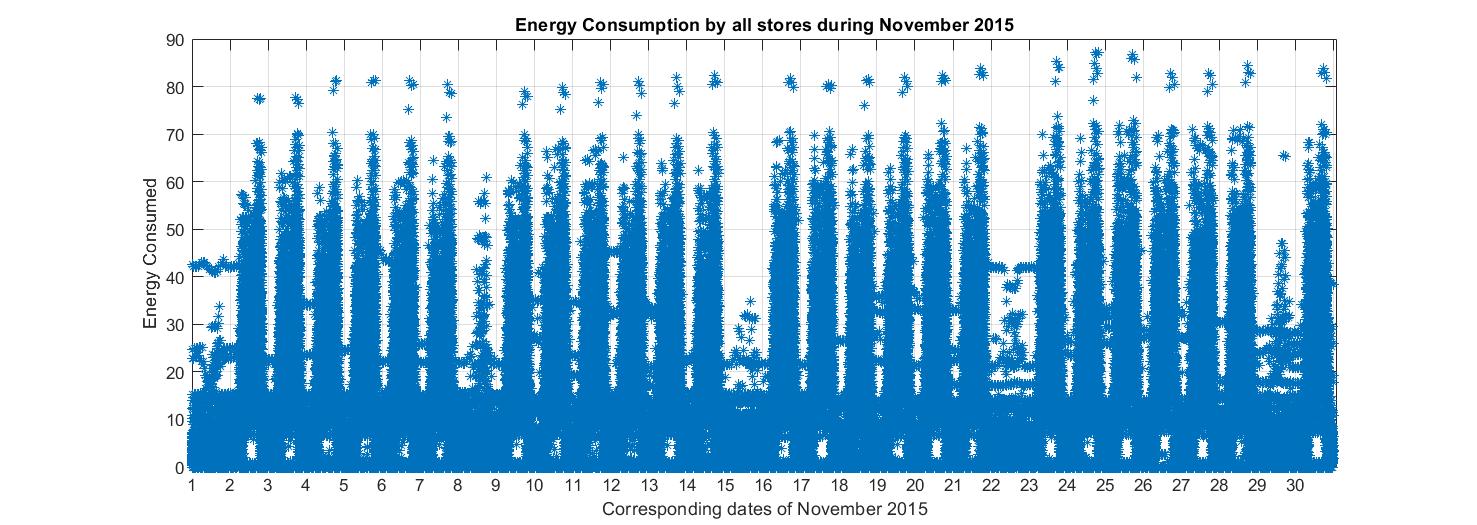 Energy Consumption by all stores during November 2015
90
80
70
60
50
40
30
20
10
0
Energy Consumed
1 2 3 4 5 6 7 8 9 10 11 12 13 14 15 16 17 18 19 20 21 22 23 24 25 26 27 28 29 30
Corresponding dates of November 2015